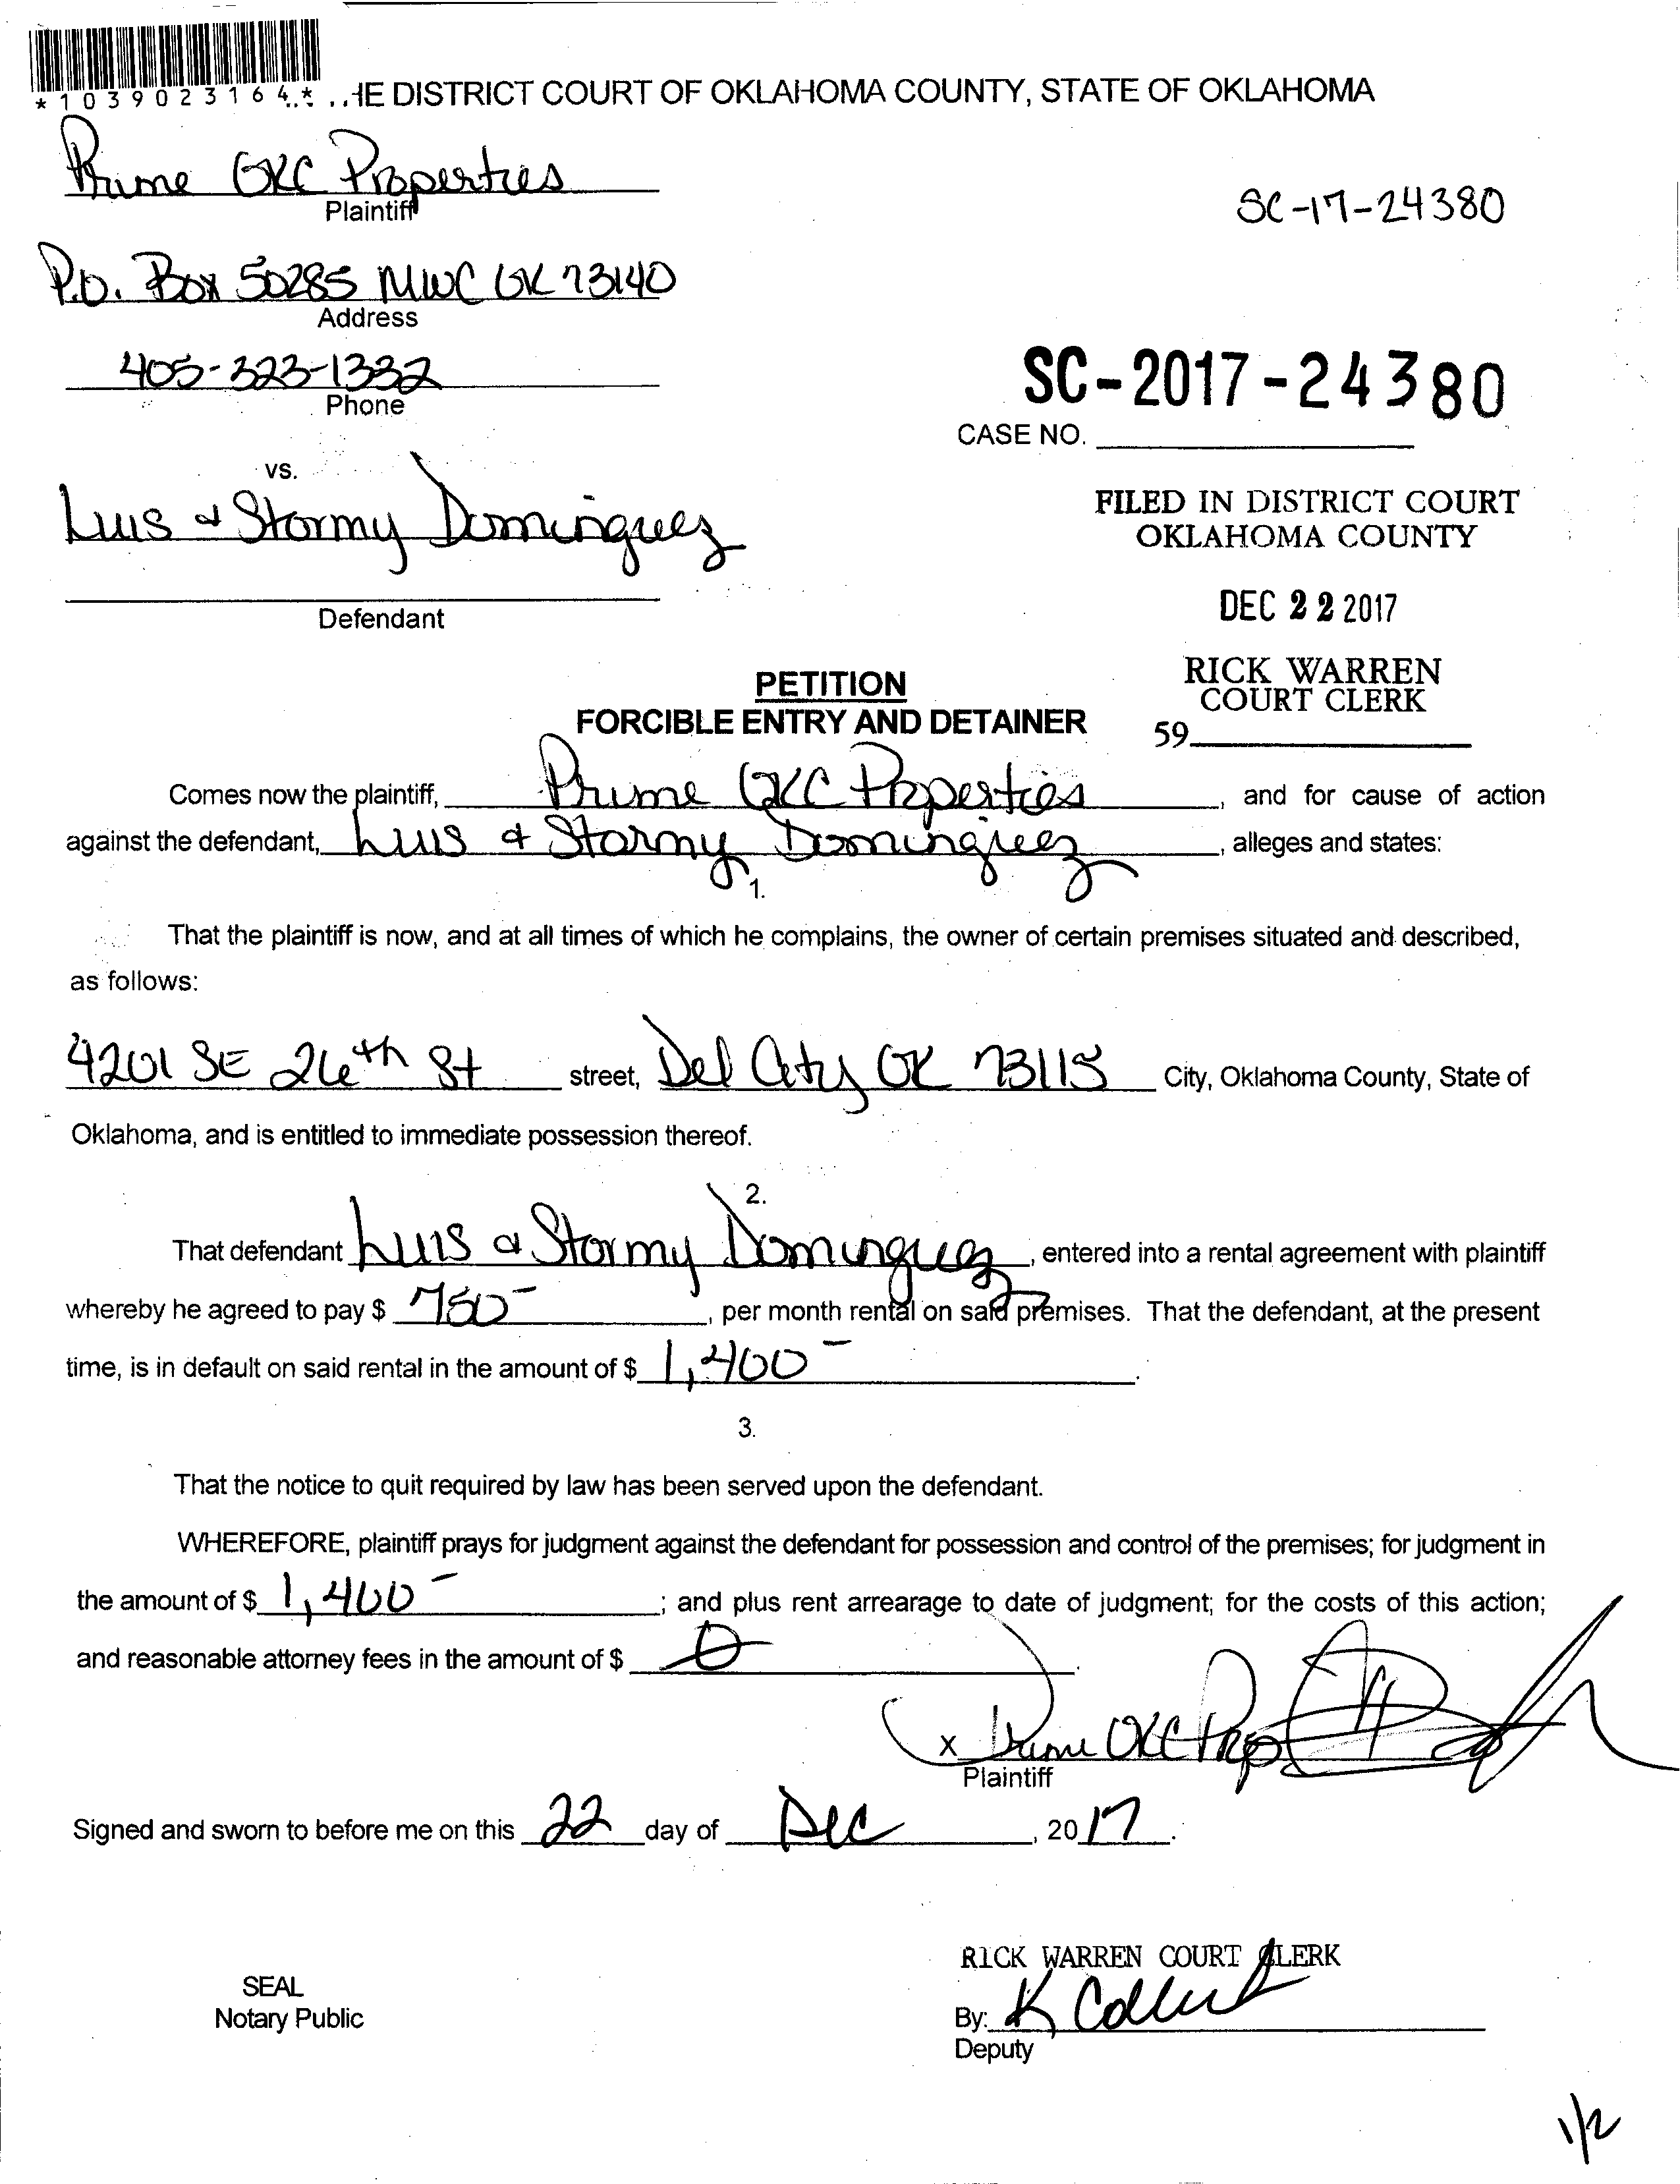 *1039023164*
HE DISTRICT COURT OF OKLAHOMA COUNTY, STATE OF OKLAHOMA
Prime OKC Properties
Plaintiff
SC-17-24380
P.O. Box 50285 MWC OK 73140
Address
405-323-1332
Phone
SC-2017-24380
CASE NO.
vs.
Luis & Stormy Dominguez
Defendant
FILED IN DISTRICT COURT
OKLAHOMA COUNTY
DEC 22 2017
RICK WARREN
COURT CLERK
59
PETITION
FORCIBLE ENTRY AND DETAINER
Comes now the plaintiff, Prime OKC Properties, and for cause of action
against the defendant, Luis & Stormy Dominguez, alleges and states:
1.
That the plaintiff is now, and at all times of which he complains, the owner of certain premises situated and described,
as follows:
4201 SE 26th St street, Del City OK 73115 City, Oklahoma County, State of
Oklahoma, and is entitled to immediate possession thereof.
2.
That defendant Luis & Stormy Dominguez, entered into a rental agreement with plaintiff
whereby he agreed to pay $ 750-, per month rental on said premises. That the defendant, at the present
time, is in default on said rental in the amount of $ 1,400-.
3.
That the notice to quit required by law has been served upon the defendant.
WHEREFORE, plaintiff prays for judgment against the defendant for possession and control of the premises; for judgment in
the amount of $ 1,400-; and plus rent arrearage to date of judgment; for the costs of this action;
and reasonable attorney fees in the amount of $ 0.
x Prime OKC Prop
Plaintiff
Signed and sworn to before me on this 22 day of Dec, 2017.
SEAL
Notary Public
RICK WARREN COURT CLERK
By: K
Deputy
1/2